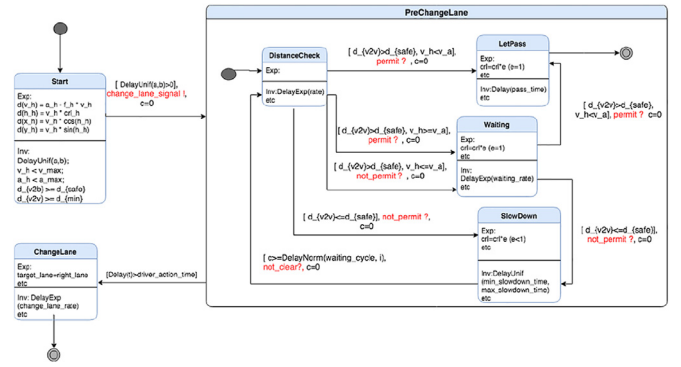 PreChangeLane
Start
Exp:
d(v_h) = a_h - f_h * v_h
d(h_h) = v_h * crl_h
d(x_h) = v_h * cos(h_h)
d(v_h) = v_h * sin(h_h)
Inv:
DelayUnif(a,b);
v_h < v_max;
a_h < a_max;
d_{v2b} >= d_{safe}
d_{v2v} >= d_{min}
[ DelayUnif(a,b)>0],
change_lane_signal !,
c=0
DistanceCheck
Exp:
Inv:DelayExp(rate)
etc
[ d_{v2v}>d_{safe}, v_h<v_a],
permit ? , c=0
LetPass
Exp:
crl=crl*e (e=1)
etc
Inv:Delay(pass_time)
etc
[ d_{v2v}>d_{safe}, v_h>=v_a],
permit ? , c=0
[ d_{v2v}>d_{safe}, v_h<=v_a],
not_permit ? , c=0
Waiting
Exp:
crl=crl*e (e=1)
etc
Inv:
DelayExp(waiting_rate)
etc
[ d_{v2v}>d_{safe},
v_h<v_a], permit ? c=0
[ d_{v2v}<=d_{safe}], not_permit ?,
c=0
SlowDown
Exp:
crl=crl*e (e<1)
etc
Inv:DelayUnif
(min_slowdown_time,
max_slowdown_time)
etc
[ d_{v2v}<=d_{safe}],
not_permit ?, c=0
[ c>=DelayNorm(waiting_cycle, i),
not_clear?, c=0
ChangeLane
Exp:
target_lane=right_lane
etc
Inv:DelayExp
(change_lane_rate)
etc
[Delay(t)>driver_action_time]